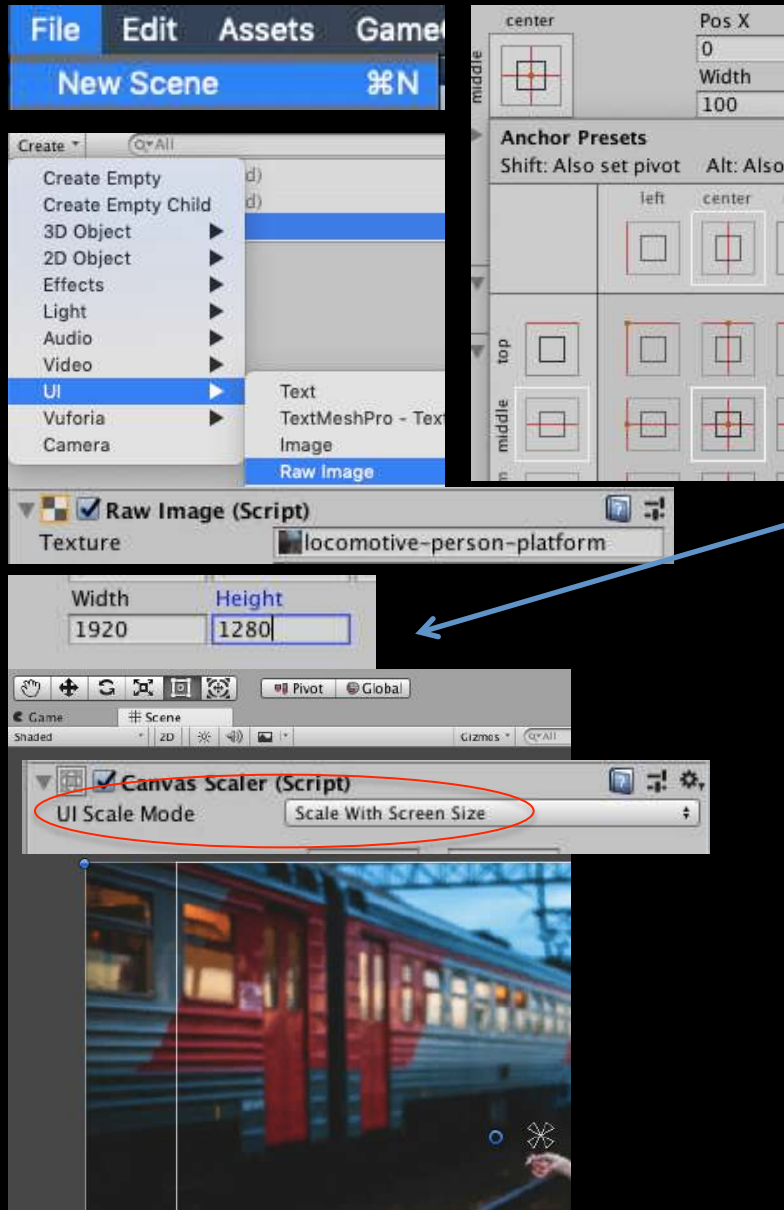 File Edit Assets Game
New Scene ⌘N
center
Pos X
0
middle
Width
100
Anchor Presets
Shift: Also set pivot Alt: Also
left center
top
middle
Create
All
Create Empty
d)
Create Empty Child
d)
3D Object
2D Object
Effects
Light
Audio
Video
UI
Vuforia
Camera
Text
TextMeshPro - Tex
Image
Raw Image
Raw Image (Script)
Texture
locomotive-person-platform
Width Height
1920 1280
Pivot Global
Game Scene
Shaded 2D Gizmos All
Canvas Scaler (Script)
UI Scale Mode Scale With Screen Size